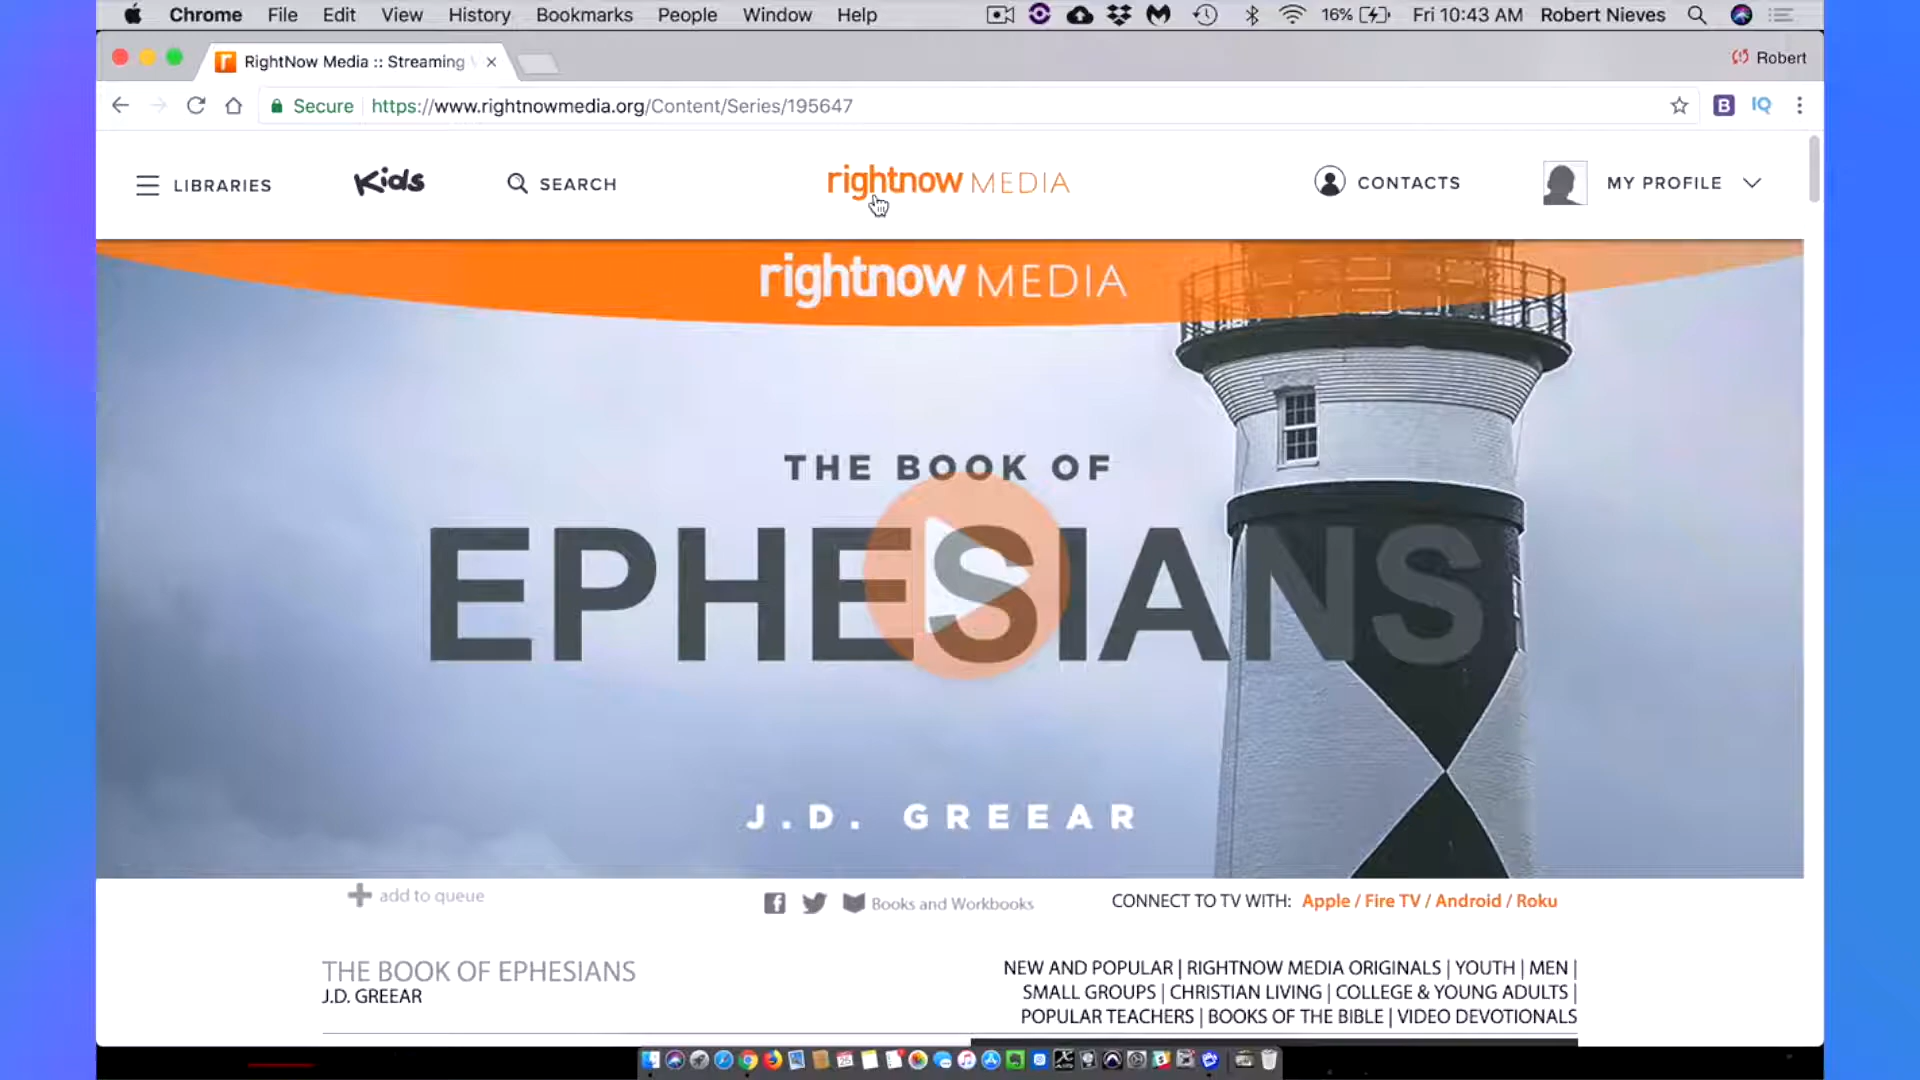 Chrome File Edit View History Bookmarks People Window Help 16% Fri 10:43 AM Robert Nieves
RightNow Media :: Streaming Robert
Secure https://www.rightnowmedia.org/Content/Series/195647 B IQ
LIBRARIES Kids SEARCH rightnow MEDIA CONTACTS MY PROFILE
rightnow MEDIA
THE BOOK OF
EPHESIANS
J.D. GREEAR
add to queue Books and Workbooks CONNECT TO TV WITH: Apple / Fire TV / Android / Roku
THE BOOK OF EPHESIANS
J.D. GREEAR
NEW AND POPULAR | RIGHTNOW MEDIA ORIGINALS | YOUTH | MEN |
SMALL GROUPS | CHRISTIAN LIVING | COLLEGE & YOUNG ADULTS |
POPULAR TEACHERS | BOOKS OF THE BIBLE | VIDEO DEVOTIONALS